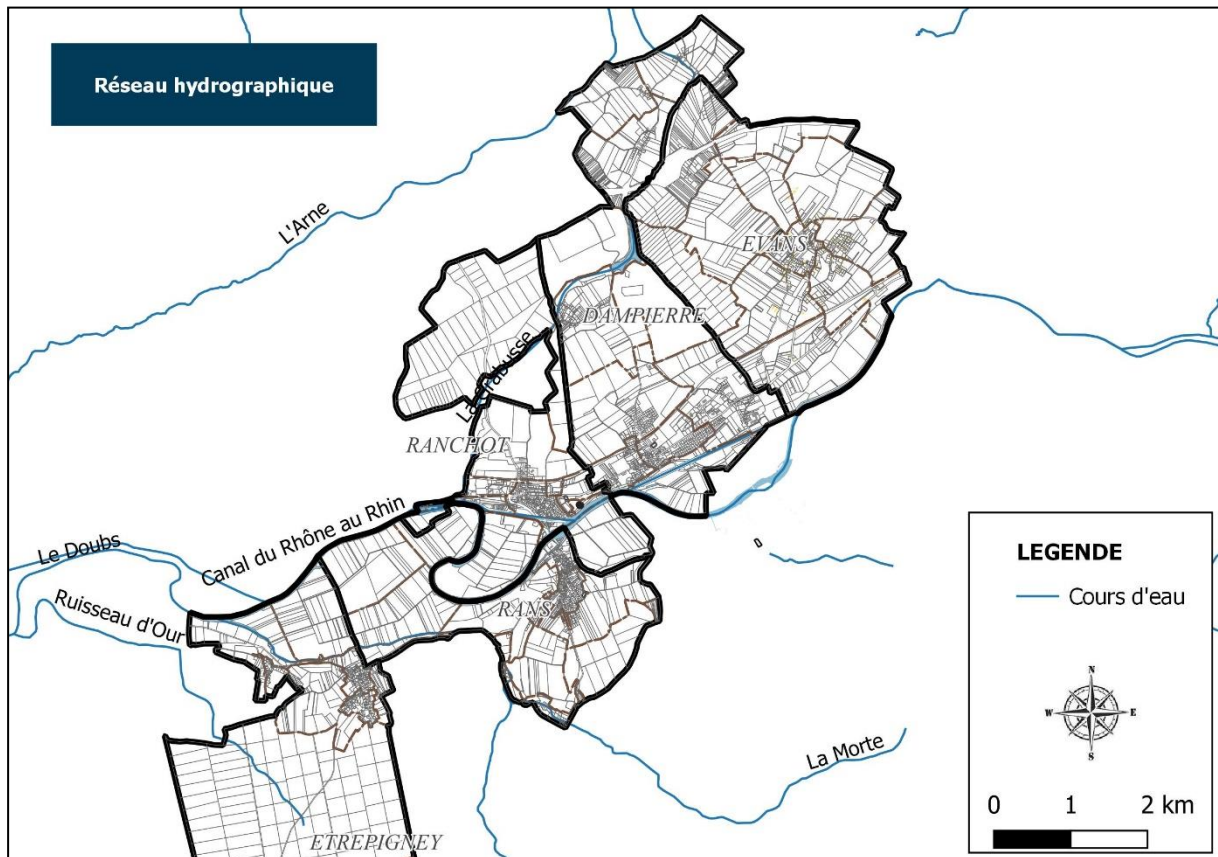 Réseau hydrographique
L'Arne
EVANS
DAMPIERRE
La Grabusse
RANCHOT
Canal du Rhône au Rhin
Le Doubs
Ruisseau d'Our
RANS
La Morte
ETREPIGNEY
LEGENDE
Cours d'eau
N
W E
S
0 1 2 km